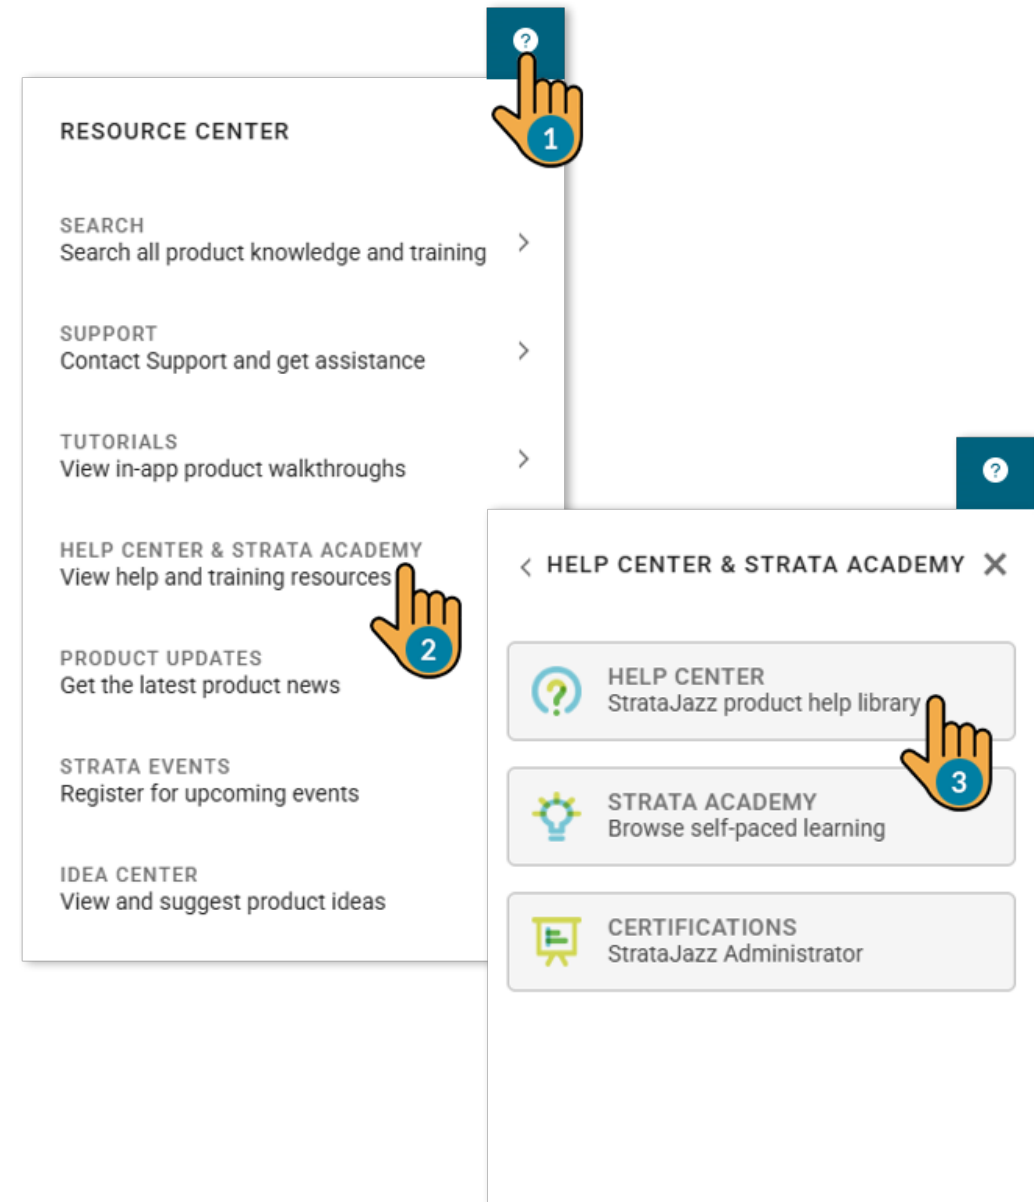 ?
1
RESOURCE CENTER
SEARCH
Search all product knowledge and training
SUPPORT
Contact Support and get assistance
TUTORIALS
View in-app product walkthroughs
HELP CENTER & STRATA ACADEMY
View help and training resources
2
PRODUCT UPDATES
Get the latest product news
STRATA EVENTS
Register for upcoming events
IDEA CENTER
View and suggest product ideas
?
HELP CENTER & STRATA ACADEMY
?
HELP CENTER
StrataJazz product help library
3
STRATA ACADEMY
Browse self-paced learning
CERTIFICATIONS
StrataJazz Administrator